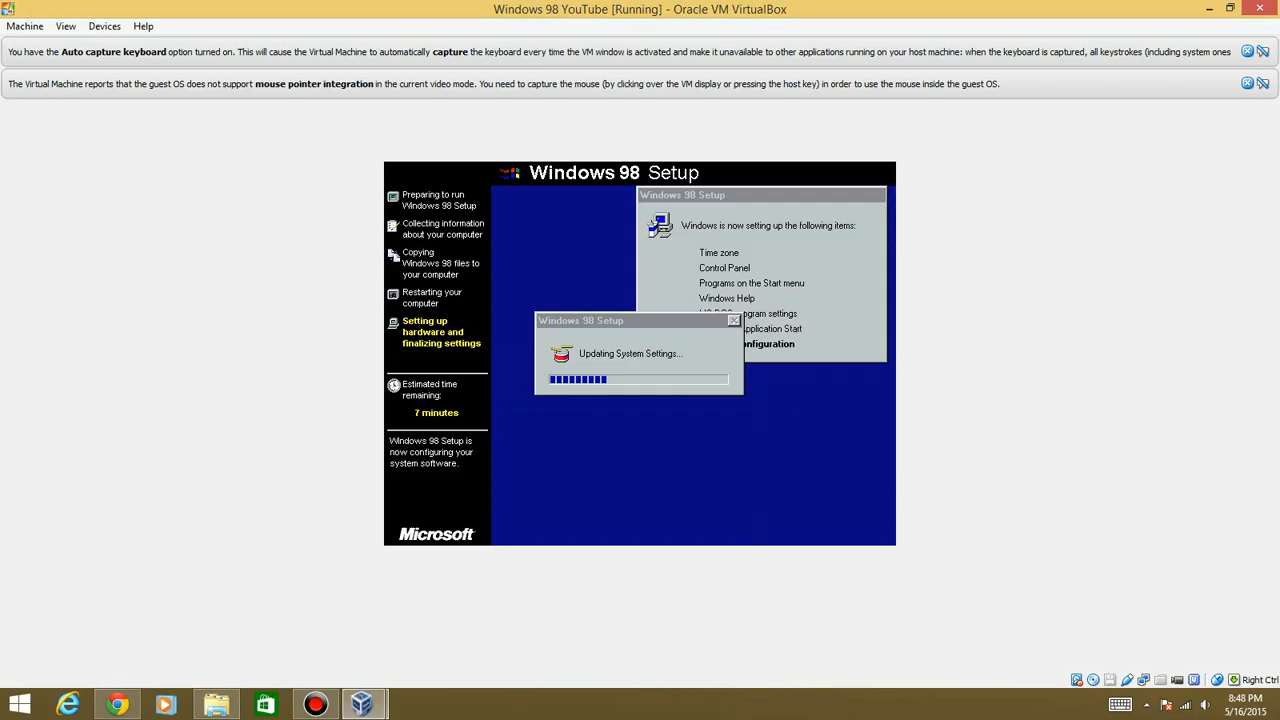 Windows 98 YouTube [Running] - Oracle VM VirtualBox
Machine View Devices Help
You have the Auto capture keyboard option turned on. This will cause the Virtual Machine to automatically capture the keyboard every time the VM window is activated and make it unavailable to other applications running on your host machine: when the keyboard is captured, all keystrokes (including system ones
The Virtual Machine reports that the guest OS does not support mouse pointer integration in the current video mode. You need to capture the mouse (by clicking over the VM display or pressing the host key) in order to use the mouse inside the guest OS.
Windows 98 Setup
Preparing to run
Windows 98 Setup
Collecting information
about your computer
Copying
Windows 98 files to
your computer
Restarting your
computer
Setting up
hardware and
finalizing settings
Estimated time
remaining:
7 minutes
Windows 98 Setup is
now configuring your
system software.
Microsoft
Windows 98 Setup
Windows is now setting up the following items:
Time zone
Control Panel
Programs on the Start menu
Windows Help
program settings
Application Start
Configuration
Windows 98 Setup
Updating System Settings...
Right Ctrl
8:48 PM
5/16/2015